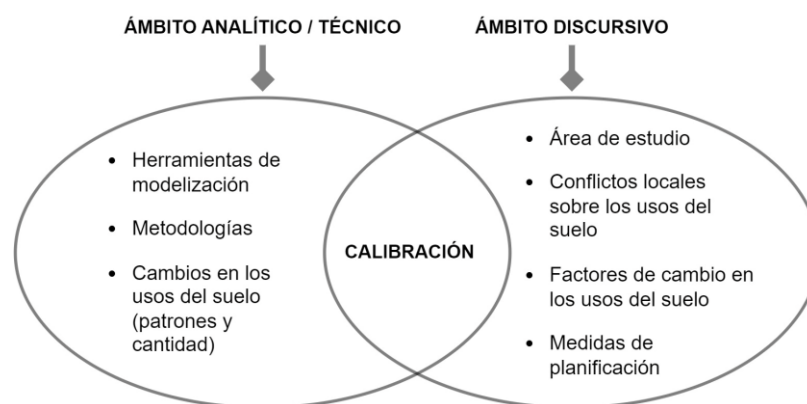 ÁMBITO ANALÍTICO / TÉCNICO
ÁMBITO DISCURSIVO
• Herramientas de
modelización
• Metodologías
• Cambios en los
usos del suelo
(patrones y
cantidad)
CALIBRACIÓN
• Área de estudio
• Conflictos locales
sobre los usos del
suelo
• Factores de cambio en
los usos del suelo
• Medidas de
planificación